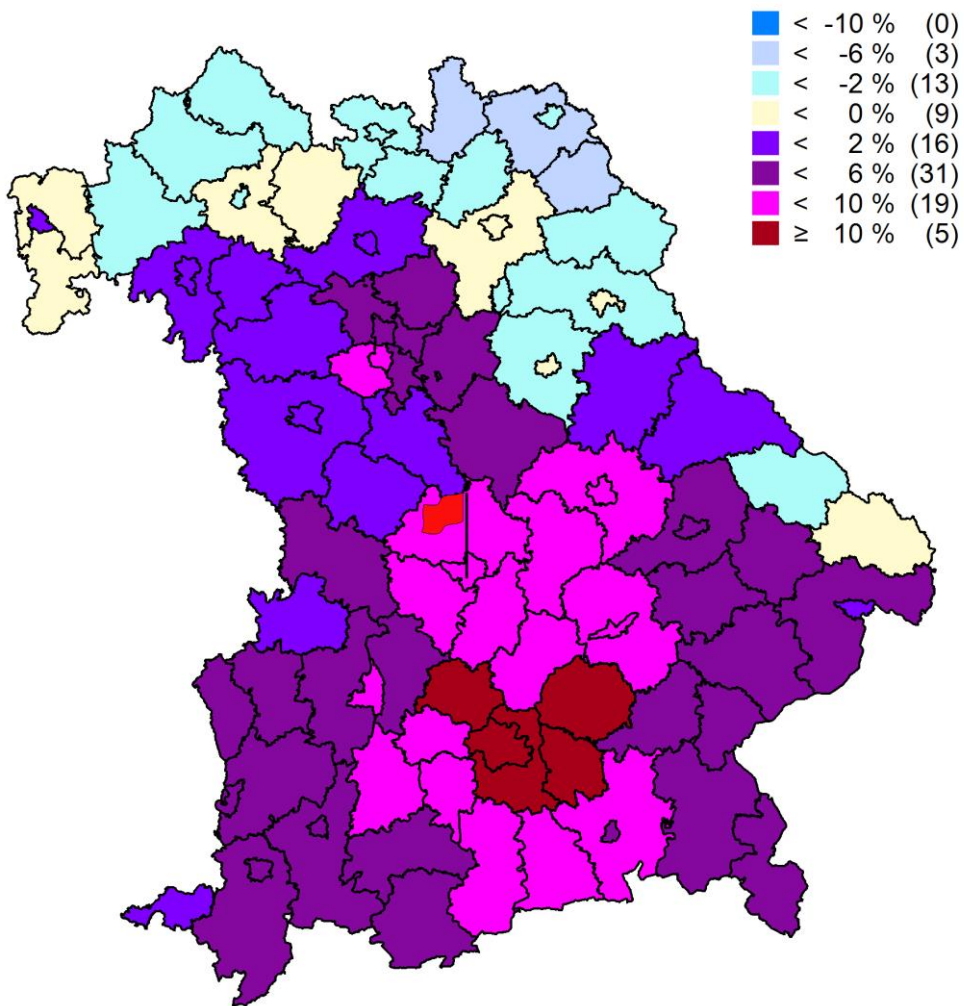 < -10 % (0)
< -6 % (3)
< -2 % (13)
< 0 % (9)
< 2 % (16)
< 6 % (31)
< 10 % (19)
≥ 10 % (5)